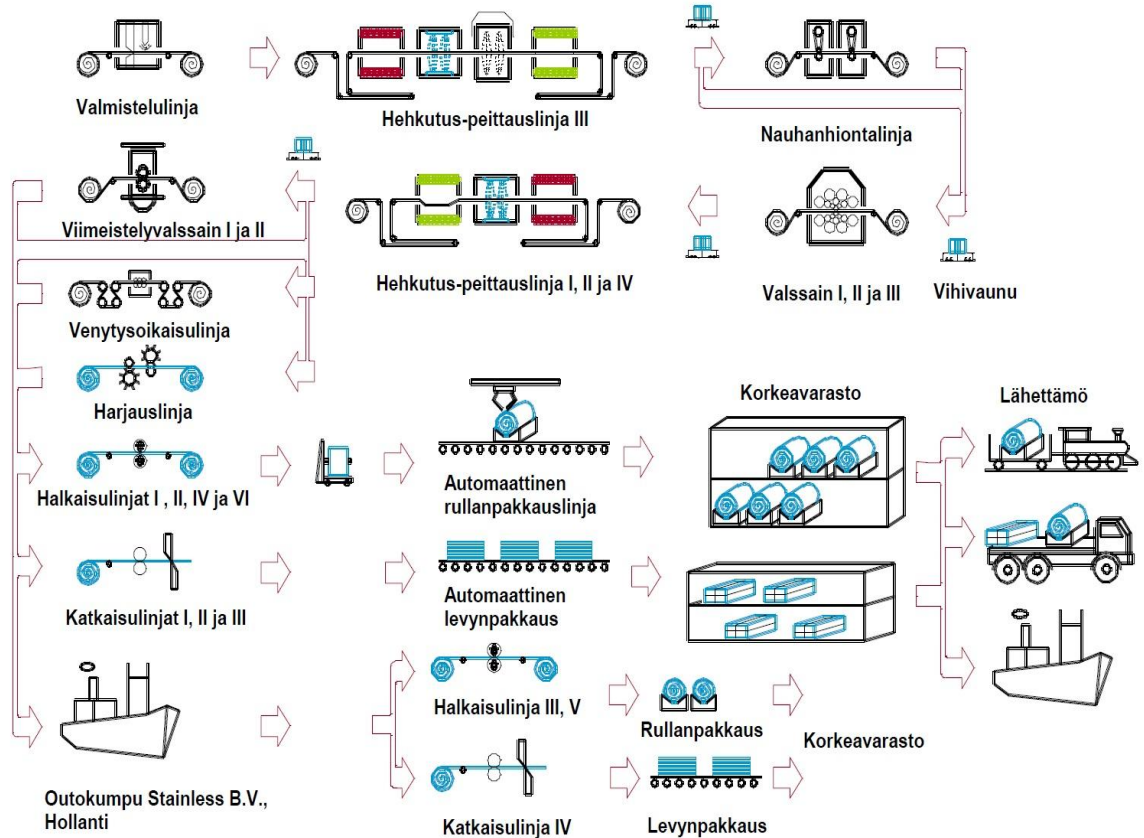 Valmistelulinja
Hehkutus-peittauslinja III
Nauhanhiontalinja
Viimeistelyvalssain I ja II
Hehkutus-peittauslinja I, II ja IV
Valssain I, II ja III
Vihivaunu
Venytysoikaisulinja
Harjauslinja
Korkeavarasto
Lähettämö
Halkaisulinjat I , II, IV ja VI
Automaattinen
rullanpakkauslinja
Katkaisulinjat I, II ja III
Automaattinen
levynpakkaus
Halkaisulinja III, V
Rullanpakkaus
Korkeavarasto
Outokumpu Stainless B.V.,
Hollanti
Katkaisulinja IV
Levynpakkaus